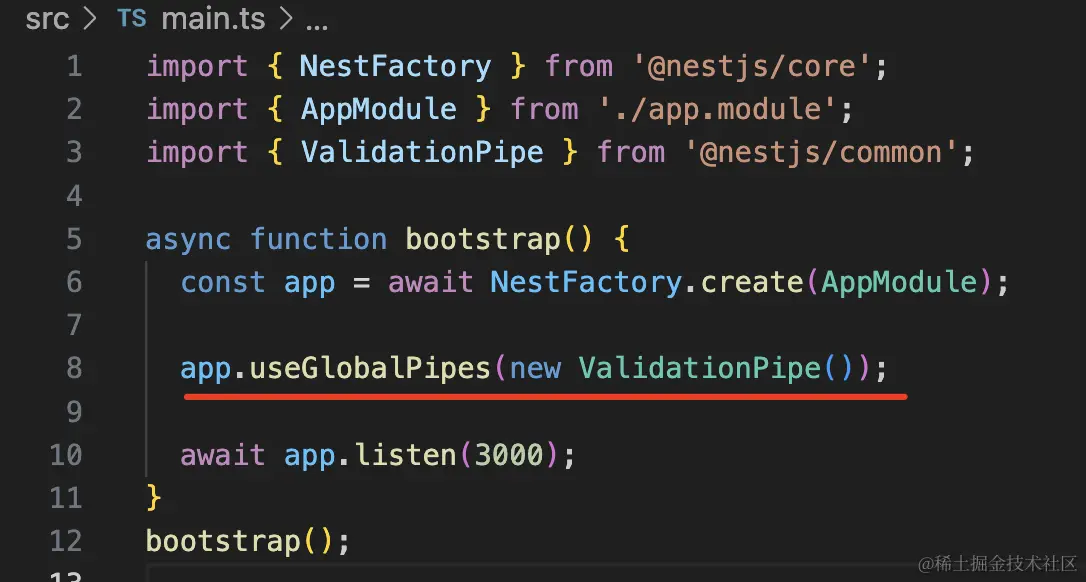 src > TS main.ts > ...
1 import { NestFactory } from '@nestjs/core';
2 import { AppModule } from './app.module';
3 import { ValidationPipe } from '@nestjs/common';
4
5 async function bootstrap() {
6   const app = await NestFactory.create(AppModule);
7
8   app.useGlobalPipes(new ValidationPipe());
9
10   await app.listen(3000);
11 }
12 bootstrap();
13
@稀土掘金技术社区